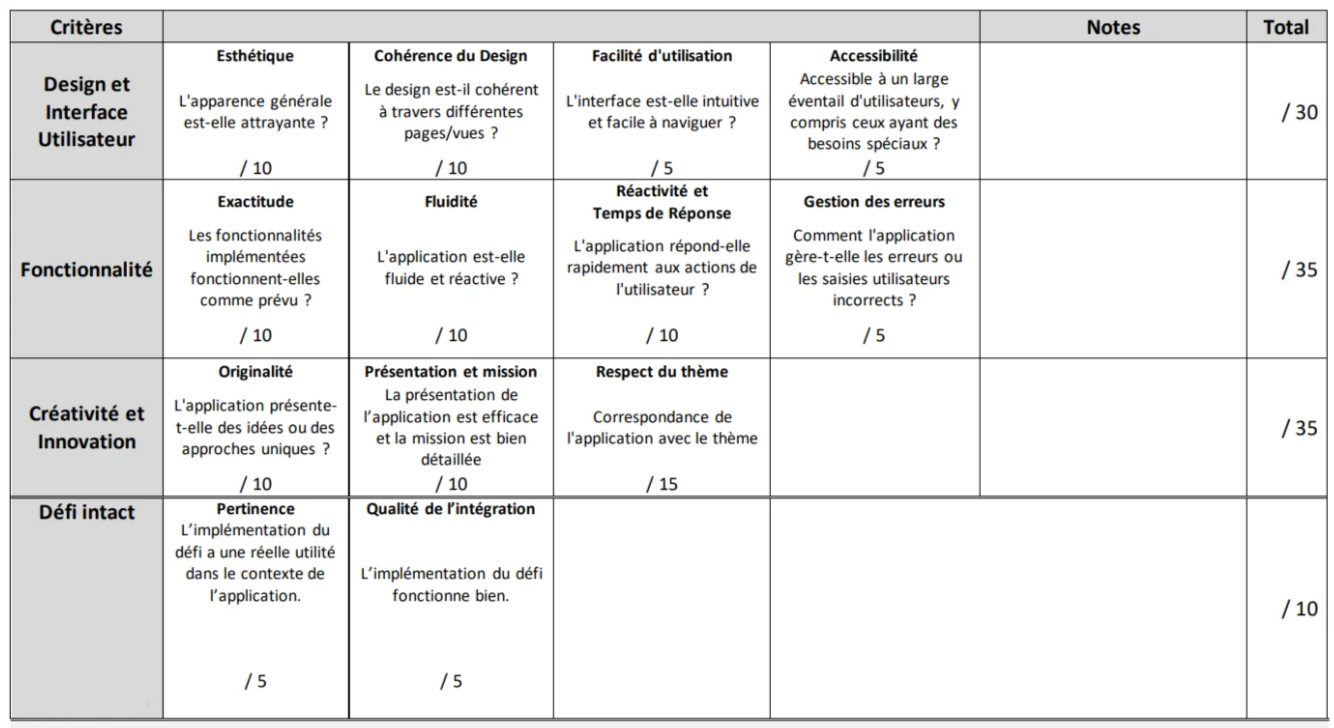 Critères
Notes
Total
Design et
Interface
Utilisateur
Esthétique
L'apparence générale
est-elle attrayante ?
/ 10
Cohérence du Design
Le design est-il cohérent
à travers différentes
pages/vues ?
/ 10
Facilité d'utilisation
L'interface est-elle intuitive
et facile à naviguer ?
/ 5
Accessibilité
Accessible à un large
éventail d'utilisateurs, y
compris ceux ayant des
besoins spéciaux ?
/ 5
/ 30
Fonctionnalité
Exactitude
Les fonctionnalités
implémentées
fonctionnent-elles
comme prévu ?
/ 10
Fluidité
L'application est-elle
fluide et réactive ?
/ 10
Réactivité et
Temps de Réponse
L'application répond-elle
rapidement aux actions de
l'utilisateur ?
/ 10
Gestion des erreurs
Comment l'application
gère-t-elle les erreurs ou
les saisies utilisateurs
incorrects ?
/ 5
/ 35
Créativité et
Innovation
Originalité
L'application présente-
t-elle des idées ou des
approches uniques ?
/ 10
Présentation et mission
La présentation de
l’application est efficace
et la mission est bien
détaillée
/ 10
Respect du thème
Correspondance de
l'application avec le thème
/ 15
/ 35
Défi intact
Pertinence
L’implémentation du
défi a une réelle utilité
dans le contexte de
l’application.
/ 5
Qualité de l’intégration
L’implémentation du défi
fonctionne bien.
/ 5
/ 10